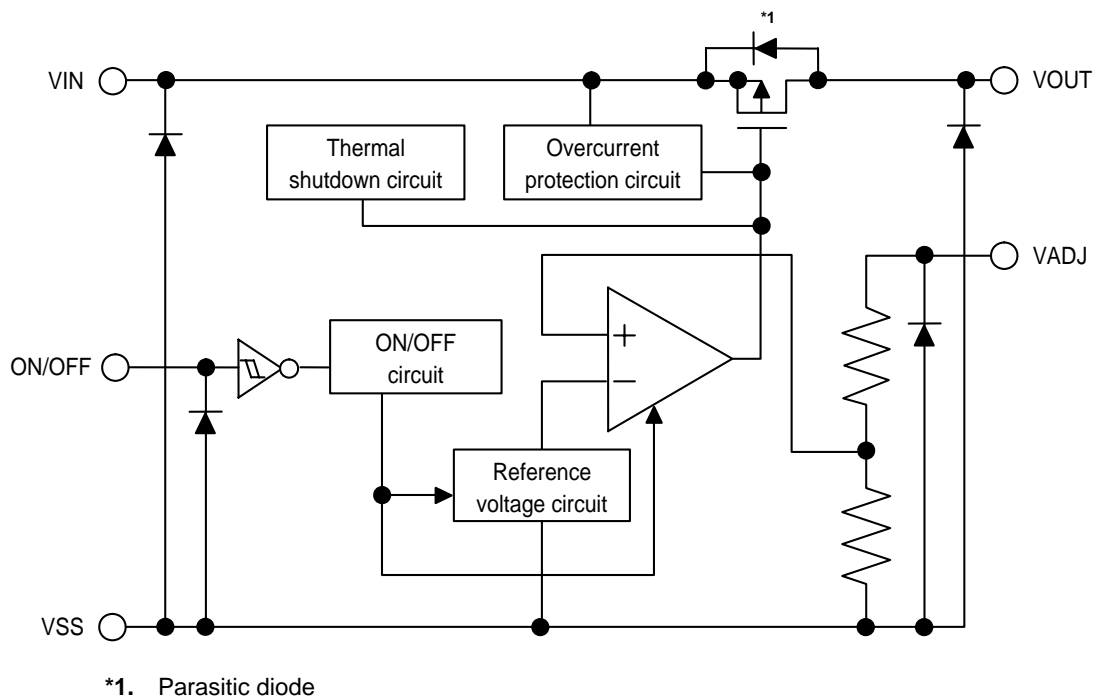 *1
VIN
VOUT
Thermal
shutdown circuit
Overcurrent
protection circuit
VADJ
ON/OFF
ON/OFF
circuit
+
−
Reference
voltage circuit
VSS
*1. Parasitic diode